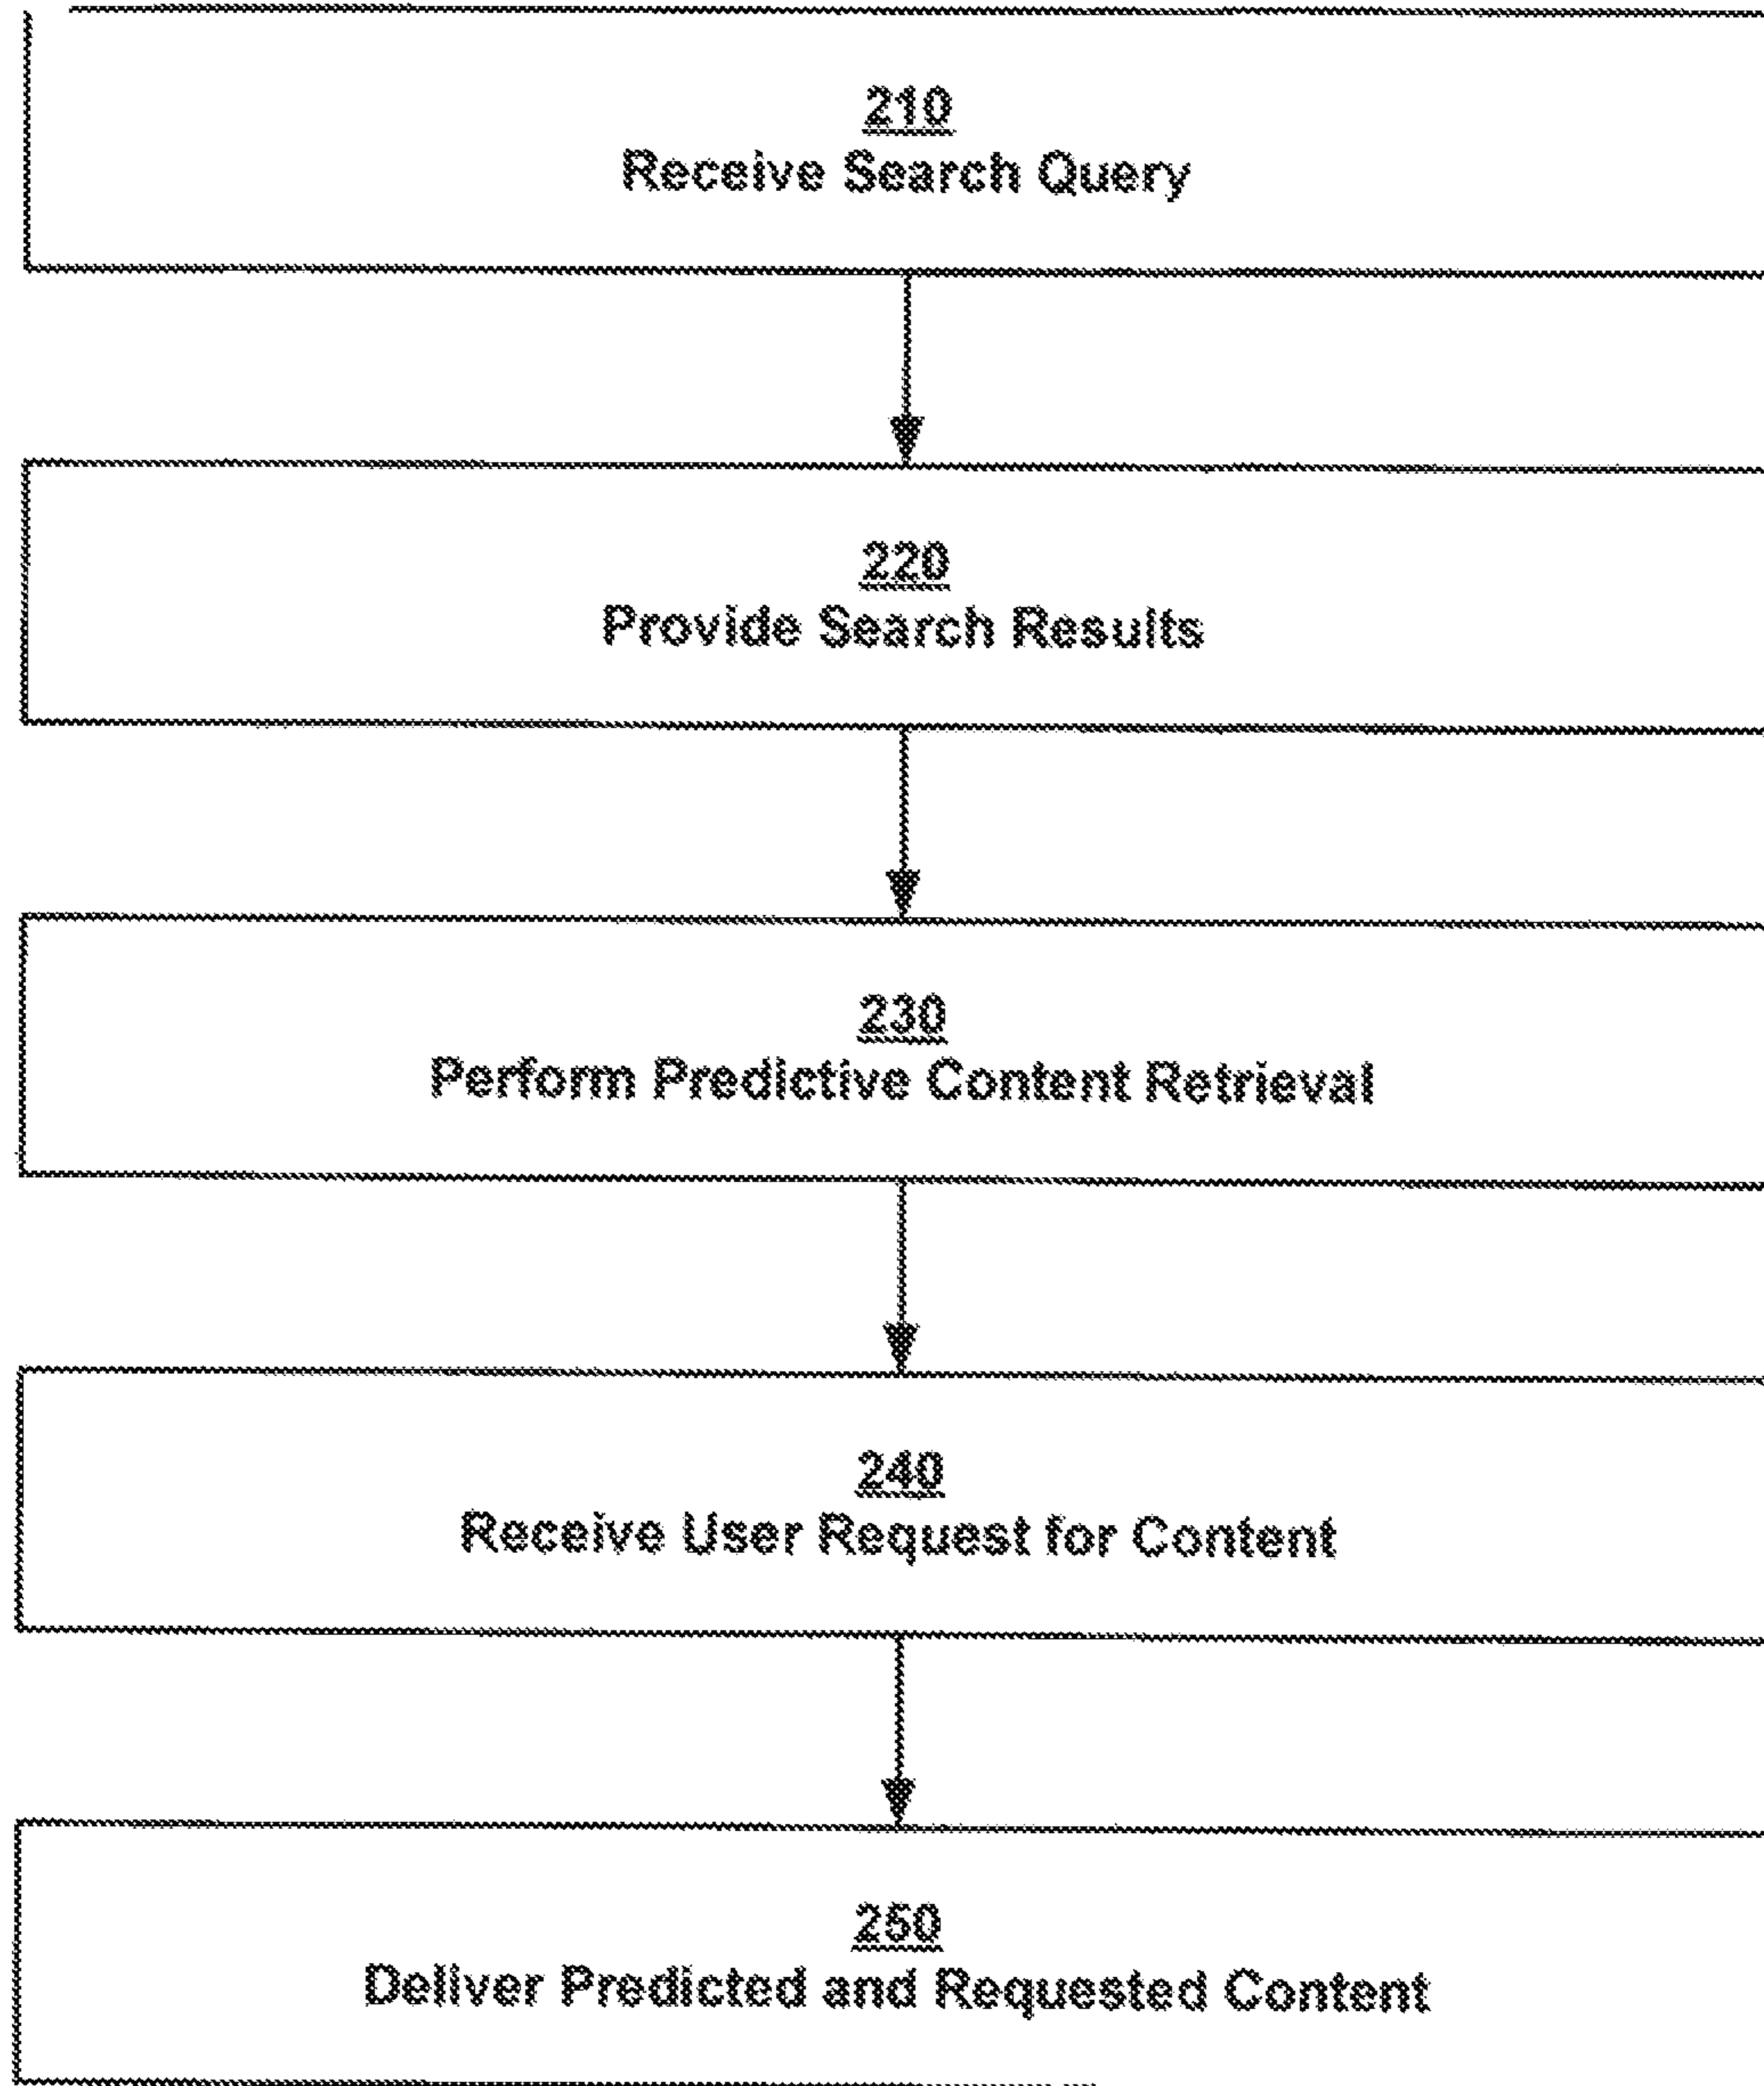 210
Receive Search Query
220
Provide Search Results
230
Perform Predictive Content Retrieval
240
Receive User Request for Content
250
Deliver Predicted and Requested Content